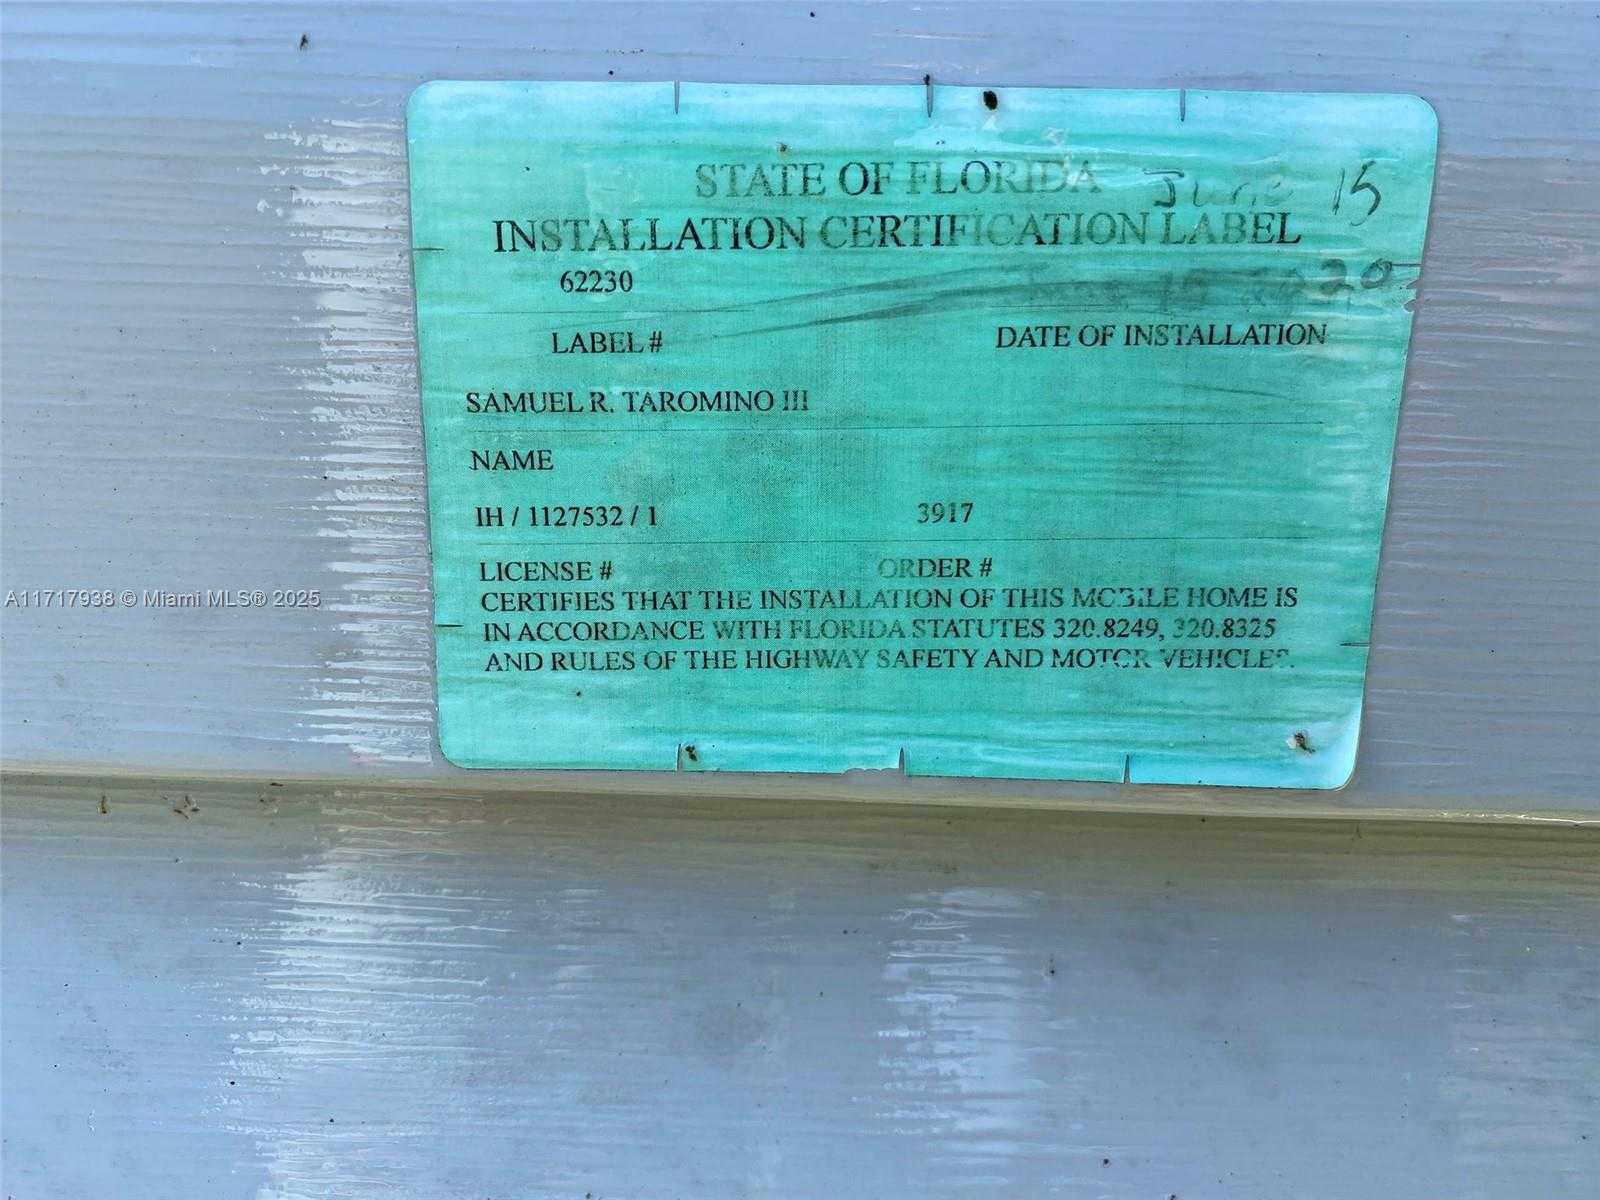 STATE OF FLORIDA June 15
INSTALLATION CERTIFICATION LABEL
62230 2020
LABEL # DATE OF INSTALLATION
SAMUEL R. TAROMINO III
NAME
IH / 1127532 / 1 3917
LICENSE # ORDER #
CERTIFIES THAT THE INSTALLATION OF THIS MOBILE HOME IS
IN ACCORDANCE WITH FLORIDA STATUTES 320.8249, 320.8325
AND RULES OF THE HIGHWAY SAFETY AND MOTOR VEHICLES.
A11717938 © Miami MLS® 2025